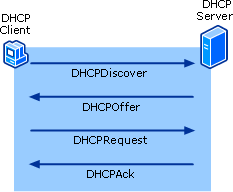 DHCP
Client
DHCP
Server
DHCPDiscover
DHCPOffer
DHCPRequest
DHCPAck